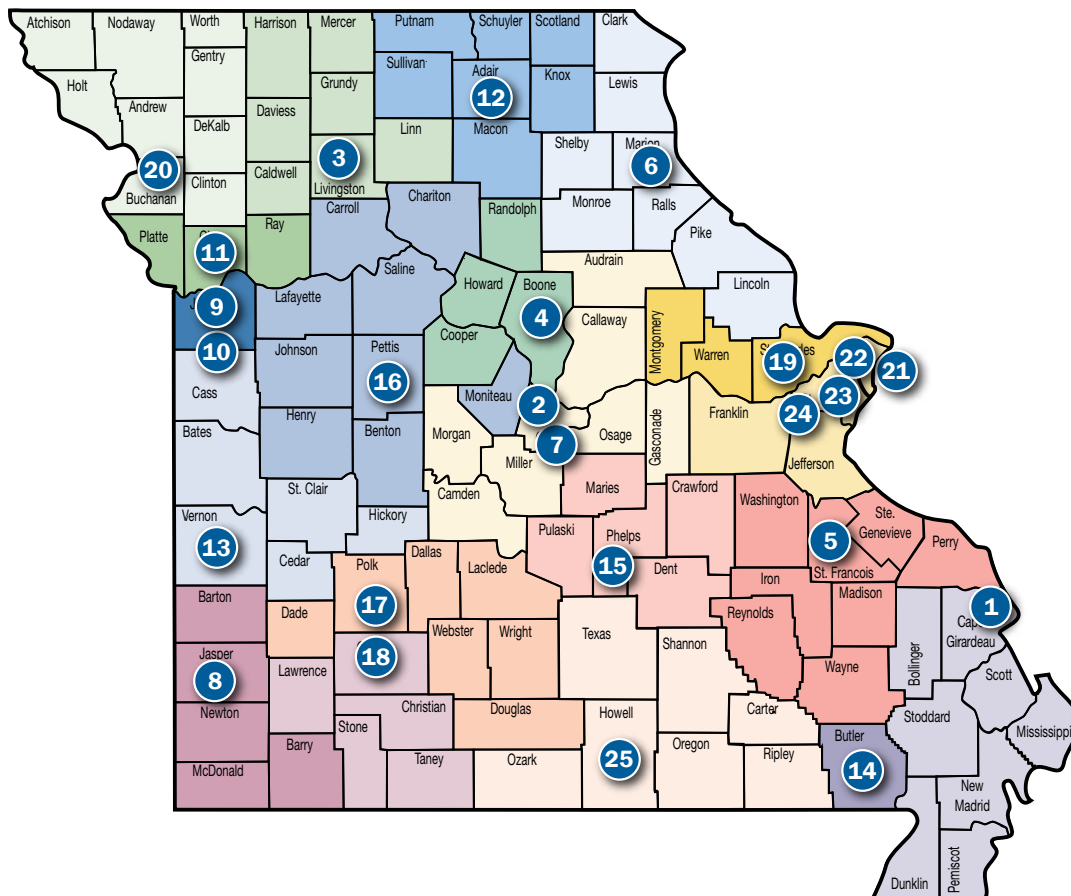 Atchison
Nodaway
Worth
Harrison
Mercer
Putnam
Schuyler
Scotland
Clark
Gentry
Sullivan
Adair
Knox
Lewis
Holt
Grundy
12
Andrew
Daviess
DeKalb
Linn
Macon
Shelby
Marion
20
3
6
Caldwell
Clinton
Livingston
Buchanan
Carroll
Chariton
Randolph
Monroe
Ralls
Platte
Ray
Pike
11
Saline
Audrain
Howard
Boone
Lincoln
9
Lafayette
4
Callaway
Montgomery
10
Johnson
Pettis
Cooper
Warren
19
22
21
Cass
16
Moniteau
2
23
24
Henry
Franklin
Bates
Benton
Morgan
7
Osage
Gasconade
Miller
Jefferson
St. Clair
Camden
Maries
Crawford
Washington
Vernon
Hickory
Ste.
Genevieve
13
Pulaski
Phelps
5
Perry
Cedar
Polk
Dallas
Laclede
15
Dent
St. Francois
Iron
Barton
Madison
1
Dade
17
Reynolds
Girardeau
Webster
Wright
Texas
Shannon
Jasper
18
Bollinger
8
Lawrence
Wayne
Scott
Newton
Christian
Douglas
Howell
Carter
Stoddard
Stone
Mississippi
Barry
Oregon
Ripley
Butler
McDonald
Taney
Ozark
25
14
New
Madrid
Dunklin
Pemiscot